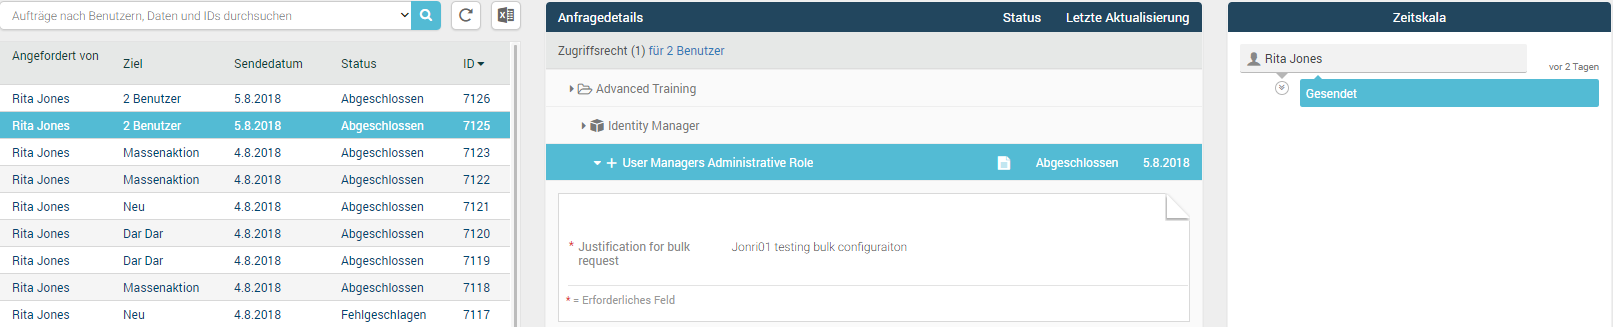 Aufträge nach Benutzern, Daten und IDs durchsuchen
Angefordert von Ziel Sendedatum Status ID
Rita Jones 2 Benutzer 5.8.2018 Abgeschlossen 7126
Rita Jones 2 Benutzer 5.8.2018 Abgeschlossen 7125
Rita Jones Massenaktion 4.8.2018 Abgeschlossen 7123
Rita Jones Massenaktion 4.8.2018 Abgeschlossen 7122
Rita Jones Neu 4.8.2018 Abgeschlossen 7121
Rita Jones Dar Dar 4.8.2018 Abgeschlossen 7120
Rita Jones Dar Dar 4.8.2018 Abgeschlossen 7119
Rita Jones Massenaktion 4.8.2018 Abgeschlossen 7118
Rita Jones Neu 4.8.2018 Fehlgeschlagen 7117
Anfragedetails Status Letzte Aktualisierung
Zugriffsrecht (1) für 2 Benutzer
Advanced Training
Identity Manager
+ User Managers Administrative Role Abgeschlossen 5.8.2018
* Justification for bulk Jonri01 testing bulk configuraiton
request
* = Erforderliches Feld
Zeitskala
Rita Jones
vor 2 Tagen
Gesendet